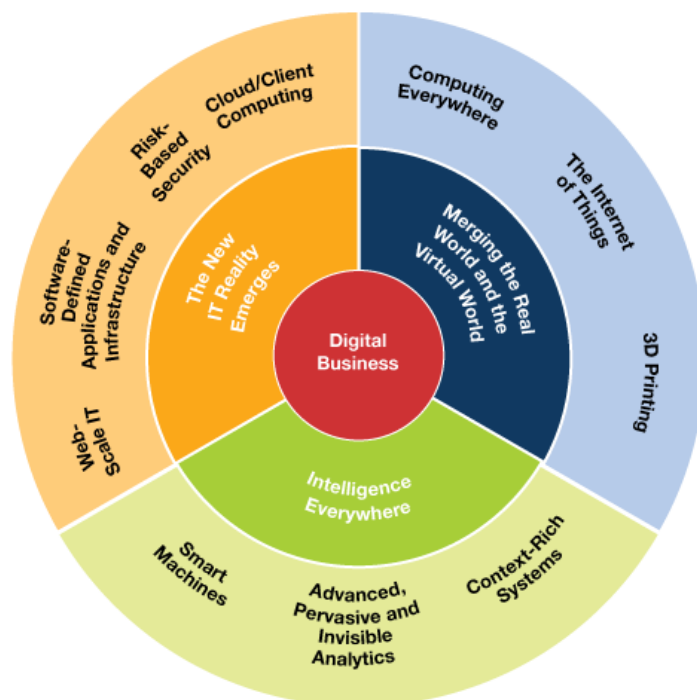 Cloud/Client
Computing
Risk-
Based
Security
Software-
Defined
Applications and
Infrastructure
Web-
Scale IT
The New
IT Reality
Emerges
Computing
Everywhere
The Internet
of Things
3D Printing
Merging the Real
World and the
Virtual World
Digital
Business
Intelligence
Everywhere
Smart
Machines
Advanced,
Pervasive and
Invisible
Analytics
Context-Rich
Systems